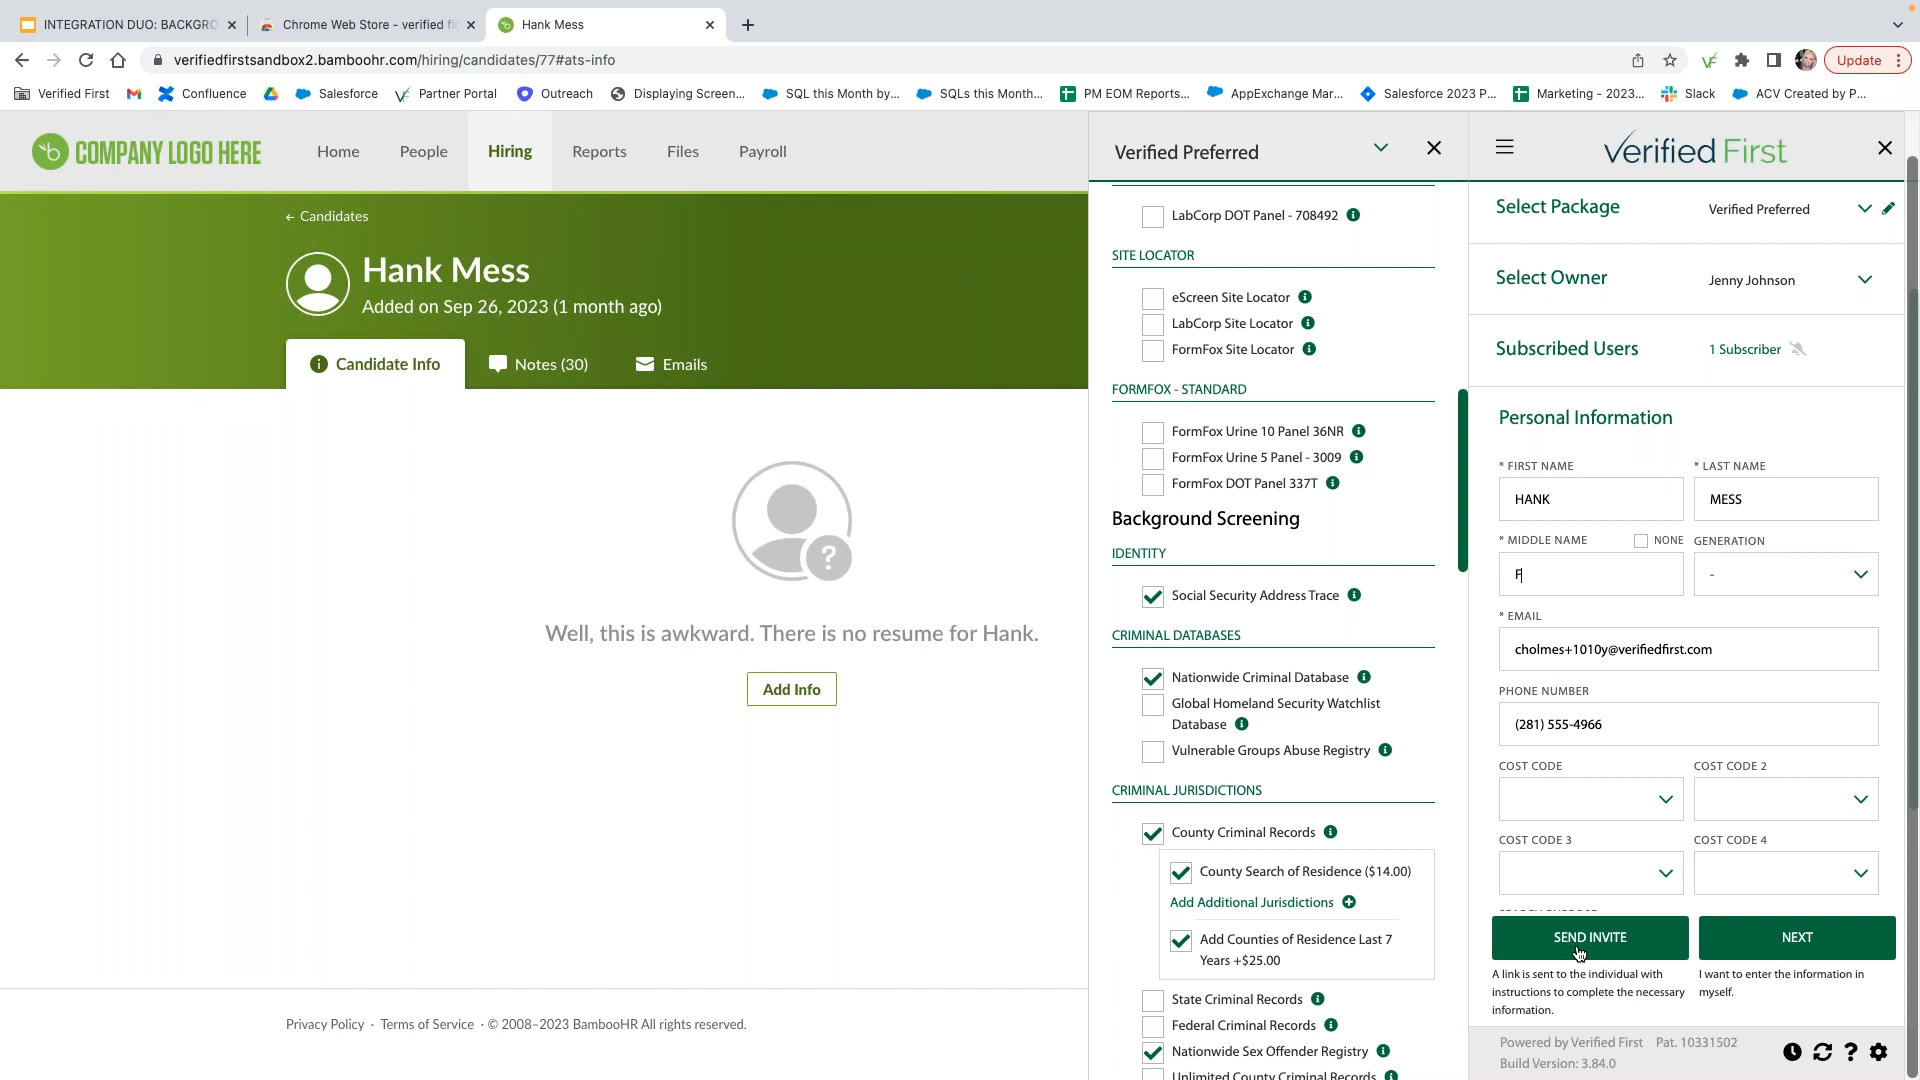 INTEGRATION DUO: BACKGRO
Chrome Web Store - verified fi
Hank Mess
verifiedfirstsandbox2.bamboohr.com/hiring/candidates/77#ats-info
Update
Verified First
Confluence
Salesforce
Partner Portal
Outreach
Displaying Screen...
SQL this Month by...
SQLs this Month...
PM EOM Reports...
AppExchange Mar...
Salesforce 2023 P...
Marketing - 2023...
Slack
ACV Created by P...
COMPANY LOGO HERE
Home
People
Hiring
Reports
Files
Payroll
← Candidates
Hank Mess
Added on Sep 26, 2023 (1 month ago)
Candidate Info
Notes (30)
Emails
Well, this is awkward. There is no resume for Hank.
Add Info
Privacy Policy · Terms of Service · © 2008–2023 BambooHR All rights reserved.
Verified Preferred
LabCorp DOT Panel - 708492
SITE LOCATOR
eScreen Site Locator
LabCorp Site Locator
FormFox Site Locator
FORMFOX - STANDARD
FormFox Urine 10 Panel 36NR
FormFox Urine 5 Panel - 3009
FormFox DOT Panel 337T
Background Screening
IDENTITY
Social Security Address Trace
CRIMINAL DATABASES
Nationwide Criminal Database
Global Homeland Security Watchlist
Database
Vulnerable Groups Abuse Registry
CRIMINAL JURISDICTIONS
County Criminal Records
County Search of Residence ($14.00)
Add Additional Jurisdictions
Add Counties of Residence Last 7
Years +$25.00
State Criminal Records
Federal Criminal Records
Nationwide Sex Offender Registry
Unlimited County Criminal Records
Verified First
Select Package
Verified Preferred
Select Owner
Jenny Johnson
Subscribed Users
1 Subscriber
Personal Information
* FIRST NAME
* LAST NAME
HANK
MESS
* MIDDLE NAME
NONE
GENERATION
F
-
* EMAIL
cholmes+1010y@verifiedfirst.com
PHONE NUMBER
(281) 555-4966
COST CODE
COST CODE 2
COST CODE 3
COST CODE 4
SEND INVITE
NEXT
A link is sent to the individual with
instructions to complete the necessary
information.
I want to enter the information in
myself.
Powered by Verified First Pat. 10331502
Build Version: 3.84.0